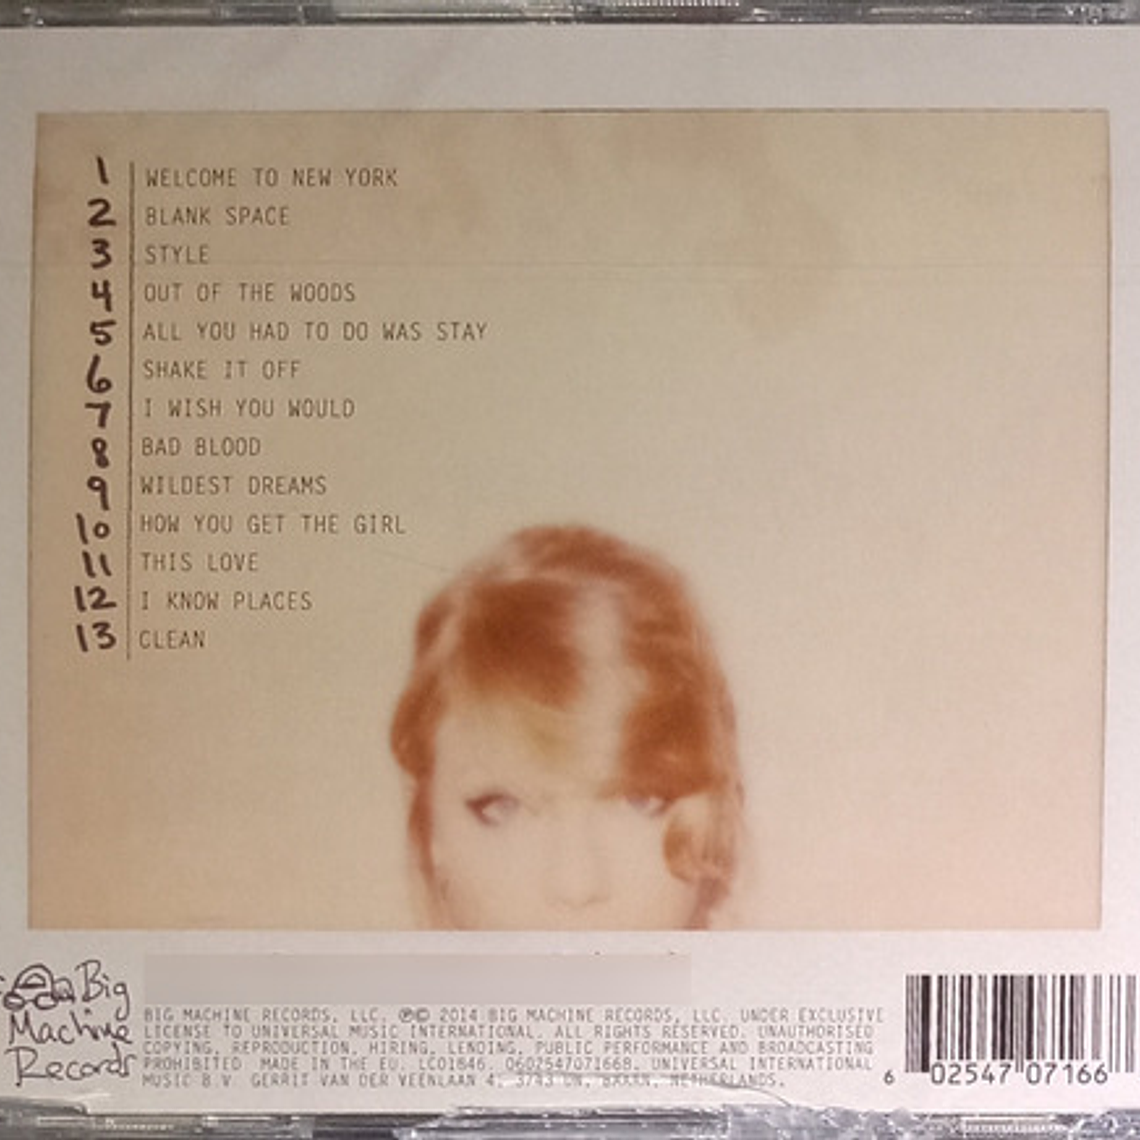 1 WELCOME TO NEW YORK
2 BLANK SPACE
3 STYLE
4 OUT OF THE WOODS
5 ALL YOU HAD TO DO WAS STAY
6 SHAKE IT OFF
7 I WISH YOU WOULD
8 BAD BLOOD
9 WILDEST DREAMS
10 HOW YOU GET THE GIRL
11 THIS LOVE
12 I KNOW PLACES
13 CLEAN
Big
Machine
Records
BIG MACHINE RECORDS, LLC. ℗© 2014 BIG MACHINE RECORDS, LLC. UNDER EXCLUSIVE
LICENSE TO UNIVERSAL MUSIC INTERNATIONAL. ALL RIGHTS RESERVED. UNAUTHORISED
COPYING, REPRODUCTION, HIRING, LENDING, PUBLIC PERFORMANCE AND BROADCASTING
PROHIBITED. MADE IN THE EU. LC01846. 0602547071668. UNIVERSAL INTERNATIONAL
MUSIC B.V. GERRIT VAN DER VEENLAAN 4, NETHERLANDS.
6 02547 07166